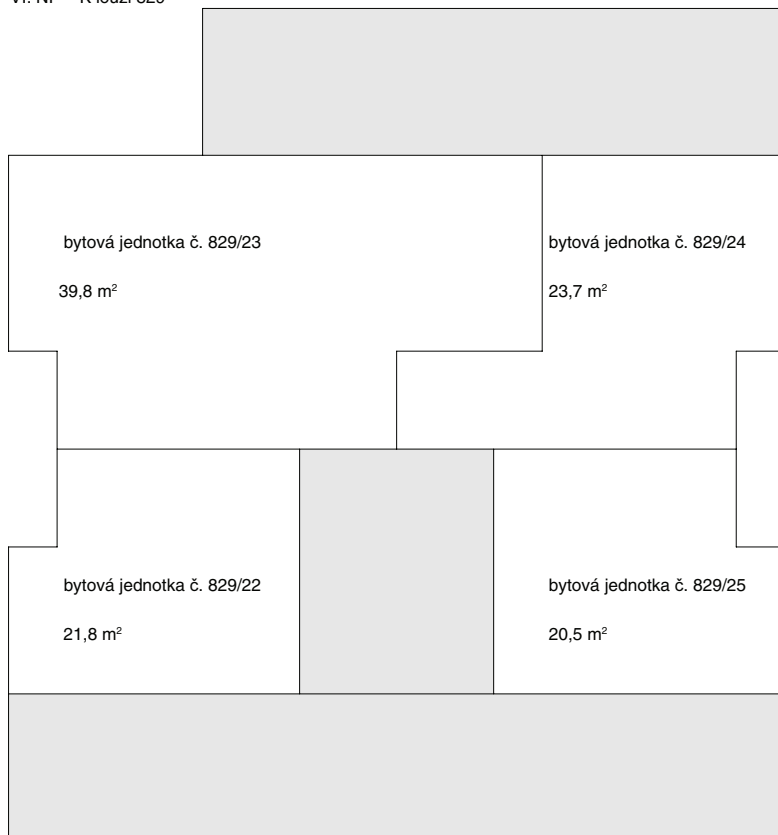 bytová jednotka č. 829/23
39,8 m²
bytová jednotka č. 829/24
23,7 m²
bytová jednotka č. 829/22
21,8 m²
bytová jednotka č. 829/25
20,5 m²